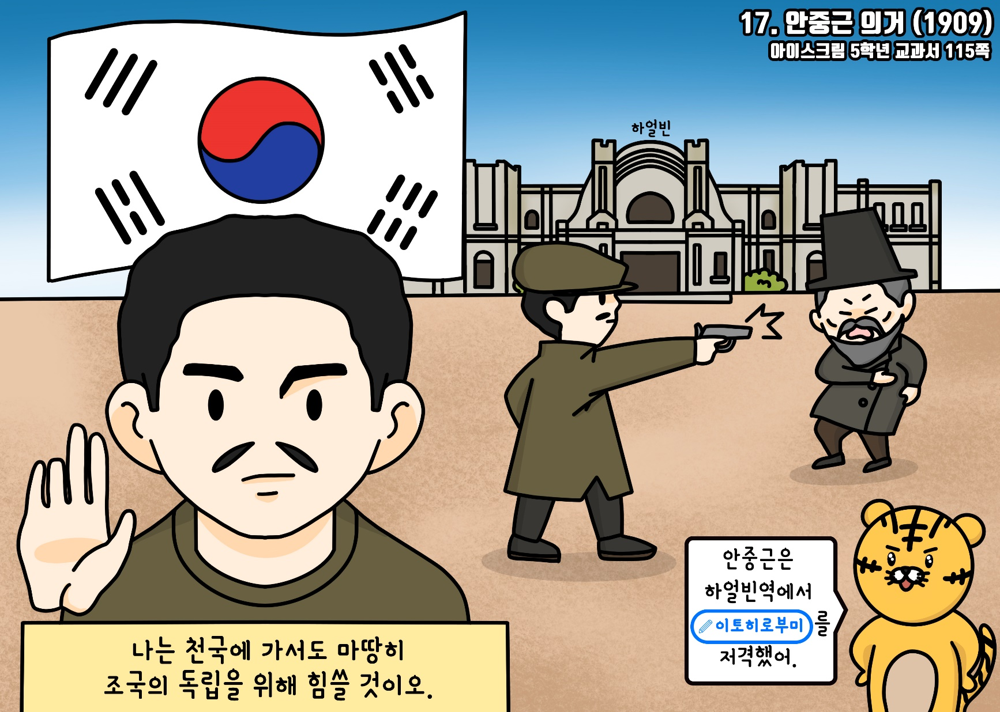 17. 안중근 의거 (1909)
아이스크림 5학년 교과서 115쪽
하얼빈
안중근은
하얼빈역에서
이토히로부미를
저격했어.
나는 천국에 가서도 마땅히
조국의 독립을 위해 힘쓸 것이오.